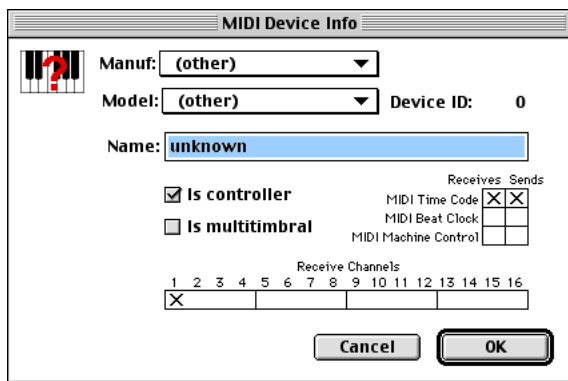 MIDI Device Info
Manuf: (other)
Model: (other) Device ID: 0
Name: unknown
Is controller
Is multitimbral
Receives Sends
MIDI Time Code
MIDI Beat Clock
MIDI Machine Control
Receive Channels
1 2 3 4 5 6 7 8 9 10 11 12 13 14 15 16
Cancel OK